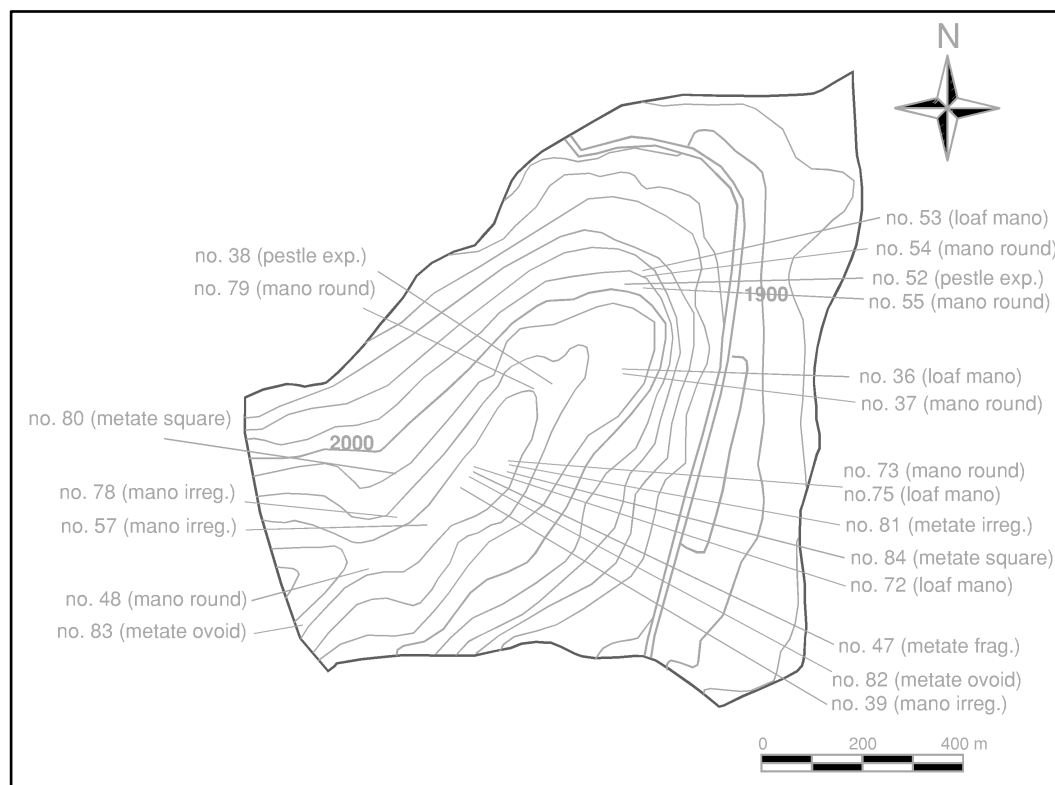 N
no. 53 (loaf mano)
no. 54 (mano round)
no. 38 (pestle exp.)
no. 52 (pestle exp.)
no. 79 (mano round)
1900
no. 55 (mano round)
no. 36 (loaf mano)
no. 37 (mano round)
no. 80 (metate square)
2000
no. 73 (mano round)
no. 78 (mano irreg.)
no.75 (loaf mano)
no. 57 (mano irreg.)
no. 81 (metate irreg.)
no. 84 (metate square)
no. 72 (loaf mano)
no. 48 (mano round)
no. 83 (metate ovoid)
no. 47 (metate frag.)
no. 82 (metate ovoid)
no. 39 (mano irreg.)
0 200 400 m